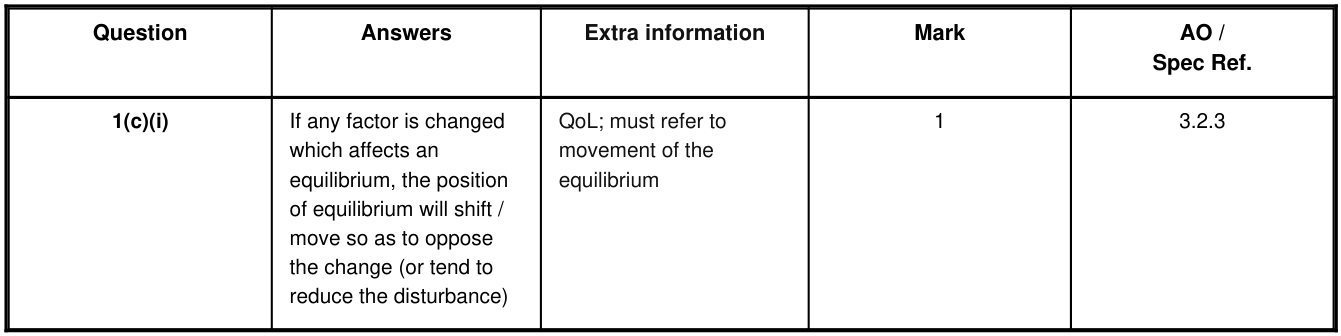 Question
Answers
Extra information
Mark
AO /
Spec Ref.
1(c)(i)
If any factor is changed
which affects an
equilibrium, the position
of equilibrium will shift /
move so as to oppose
the change (or tend to
reduce the disturbance)
QoL; must refer to
movement of the
equilibrium
1
3.2.3